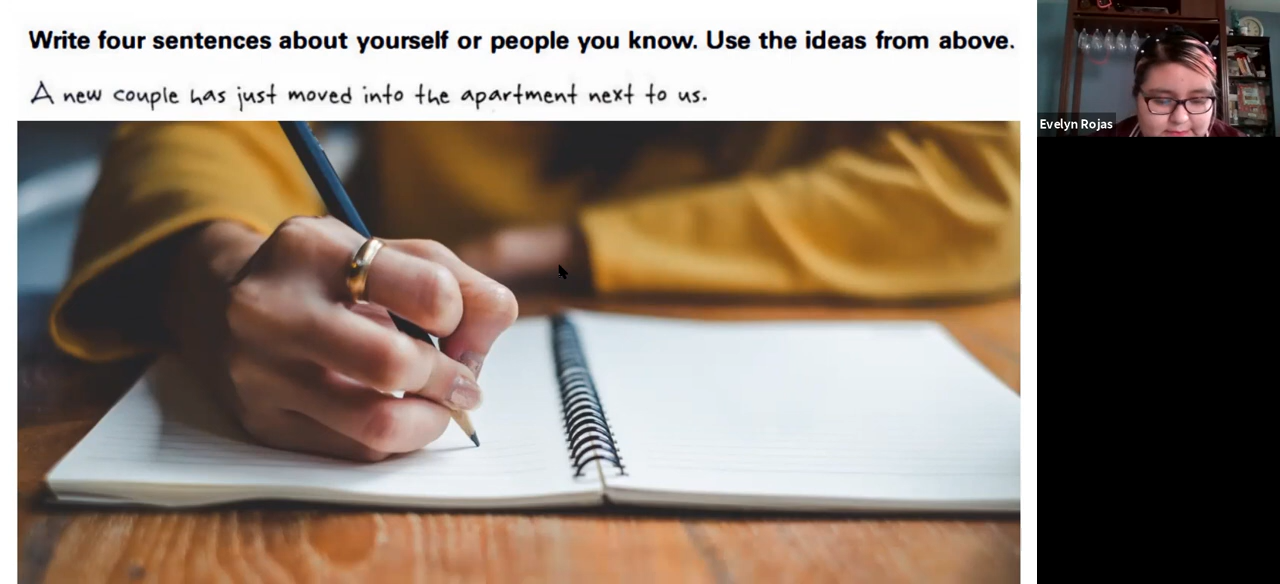 Write four sentences about yourself or people you know. Use the ideas from above.
A new couple has just moved into the apartment next to us.
Evelyn Rojas